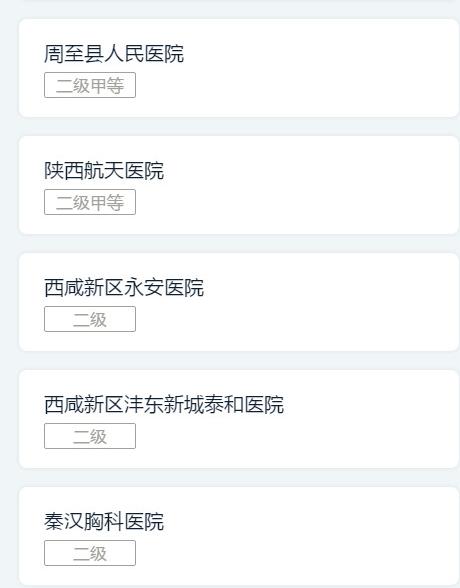 周至县人民医院
二级甲等
陕西航天医院
二级甲等
西咸新区永安医院
二级
西咸新区沣东新城泰和医院
二级
秦汉胸科医院
二级